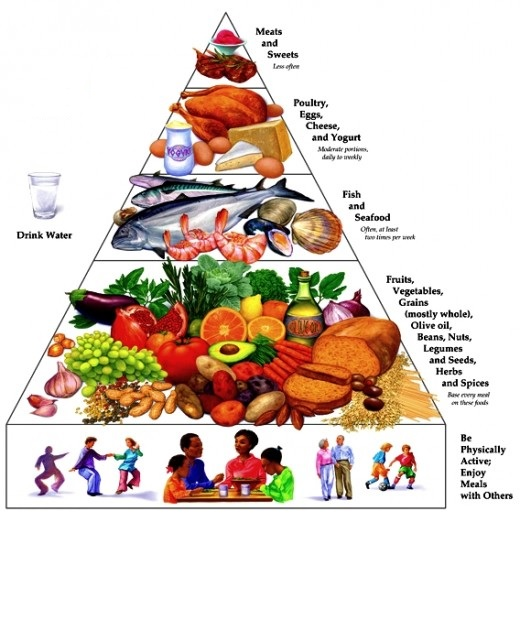 Meats
and
Sweets
Less often
Poultry,
Eggs,
Cheese,
and Yogurt
Moderate portions,
daily to weekly
YOGURT
Fish
and
Seafood
Often, at least
two times per week
Drink Water
Fruits,
Vegetables,
Grains
(mostly whole),
Olive oil,
Beans, Nuts,
Legumes
and Seeds,
Herbs
and Spices
Base every meal
on these foods
Be
Physically
Active;
Enjoy
Meals
with Others